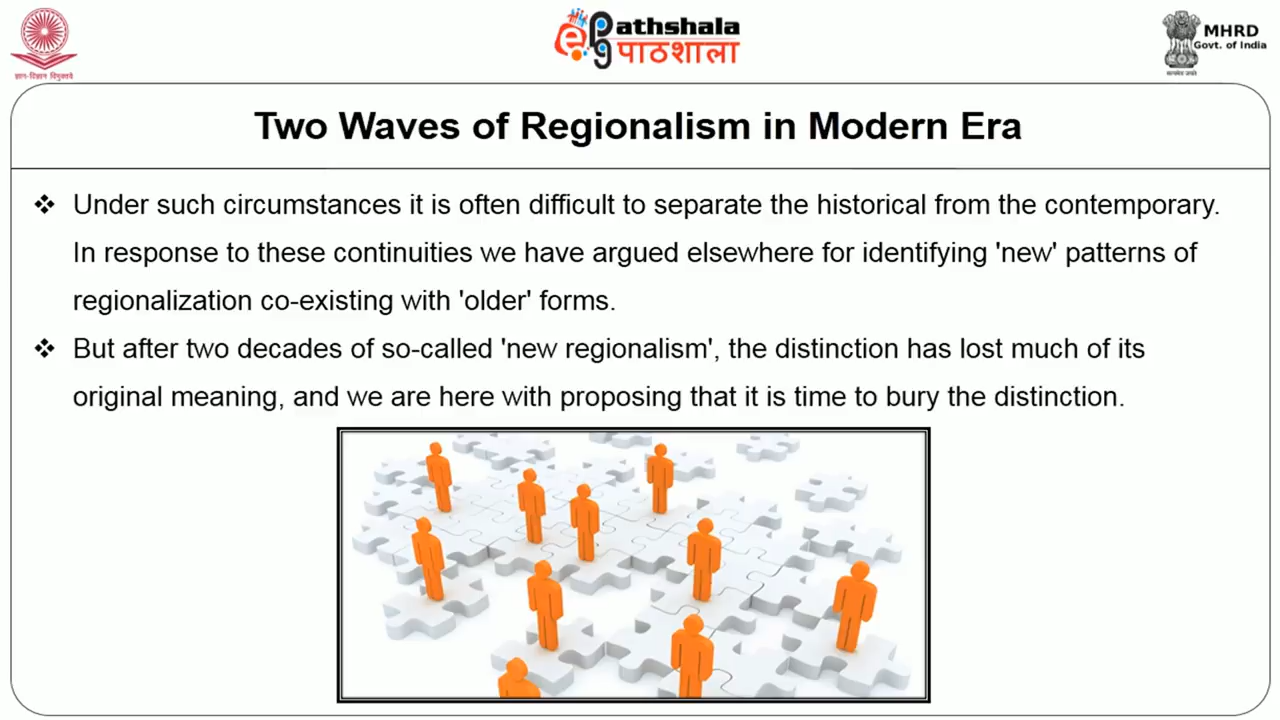 ज्ञान-विज्ञान विमुक्तये
ePathshala
पाठशाला
MHRD
Govt. of India
सत्यमेव जयते
Two Waves of Regionalism in Modern Era
❖ Under such circumstances it is often difficult to separate the historical from the contemporary.
In response to these continuities we have argued elsewhere for identifying 'new' patterns of
regionalization co-existing with 'older' forms.
❖ But after two decades of so-called 'new regionalism', the distinction has lost much of its
original meaning, and we are here with proposing that it is time to bury the distinction.